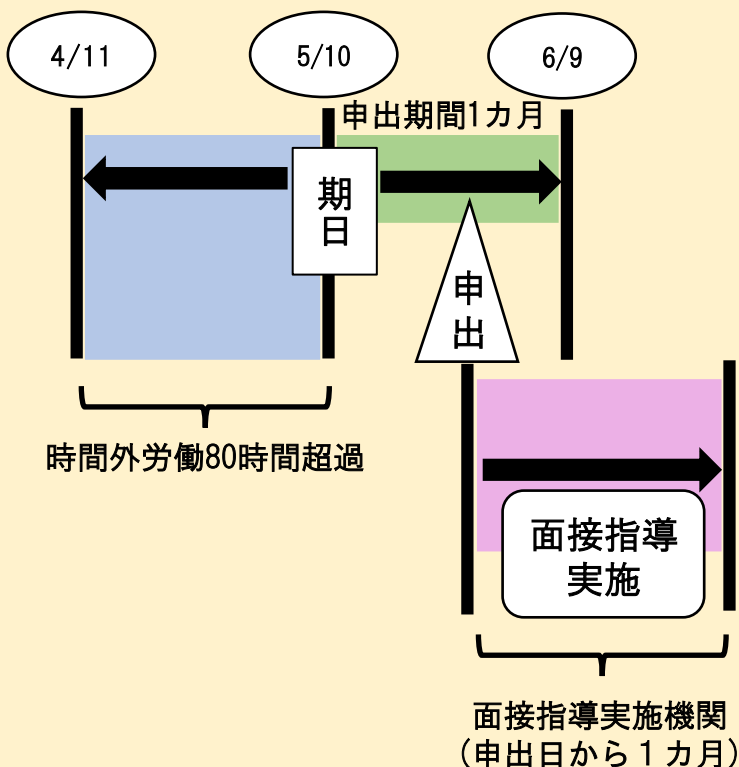 4/11
5/10
6/9
申出期間1カ月
期
日
申
出
時間外労働80時間超過
面接指導
実施
面接指導実施機関
(申出日から１カ月)